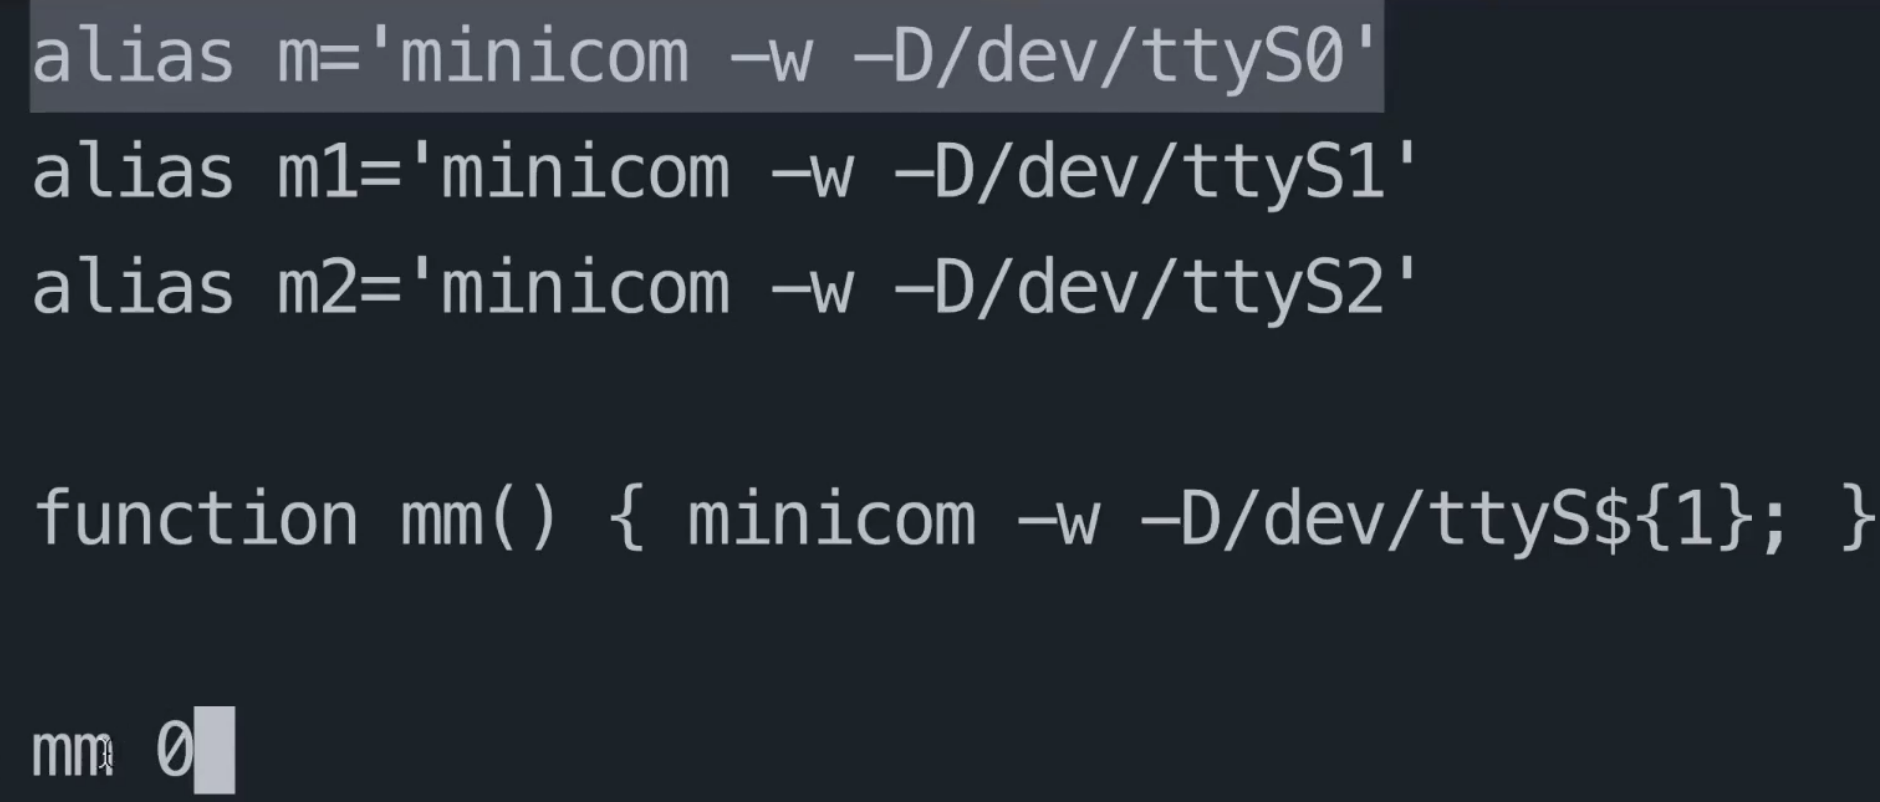 alias m='minicom -w -D/dev/ttyS0'
alias m1='minicom -w -D/dev/ttyS1'
alias m2='minicom -w -D/dev/ttyS2'
function mm() { minicom -w -D/dev/ttyS${1}; }
mm 0